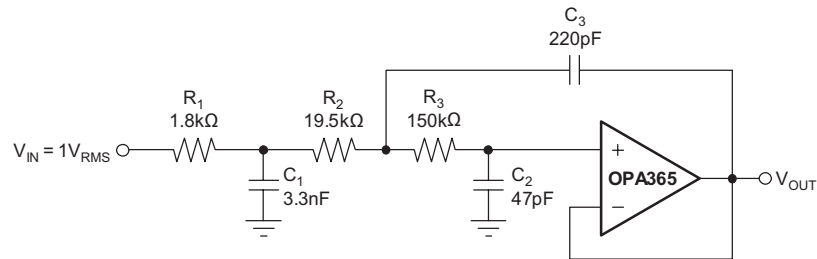 C3
220pF
R1
1.8kΩ
R2
19.5kΩ
R3
150kΩ
VIN = 1VRMS
C1
3.3nF
C2
47pF
+
OPA365
−
VOUT